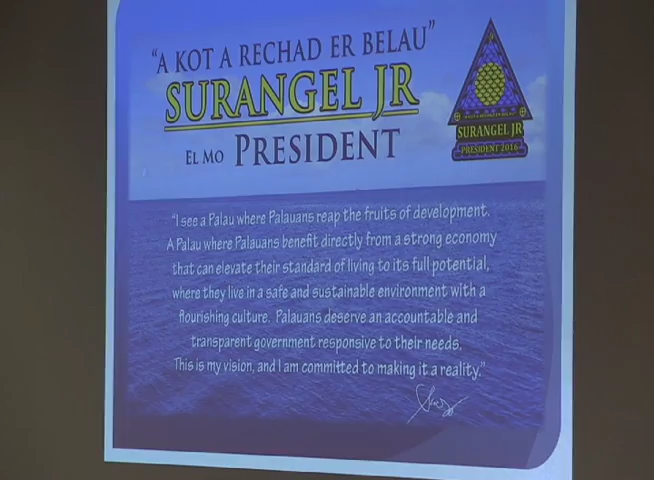 "A KOT A RECHAD ER BELAU"
SURANGEL JR
EL MO PRESIDENT
SURANGEL JR
PRESIDENT 2016
"I see a Palau where Palauans reap the fruits of development.
A Palau where Palauans benefit directly from a strong economy
that can elevate their standard of living to its full potential,
where they live in a safe and sustainable environment with a
flourishing culture. Palauans deserve an accountable and
transparent government responsive to their needs.
This is my vision, and I am committed to making it a reality."